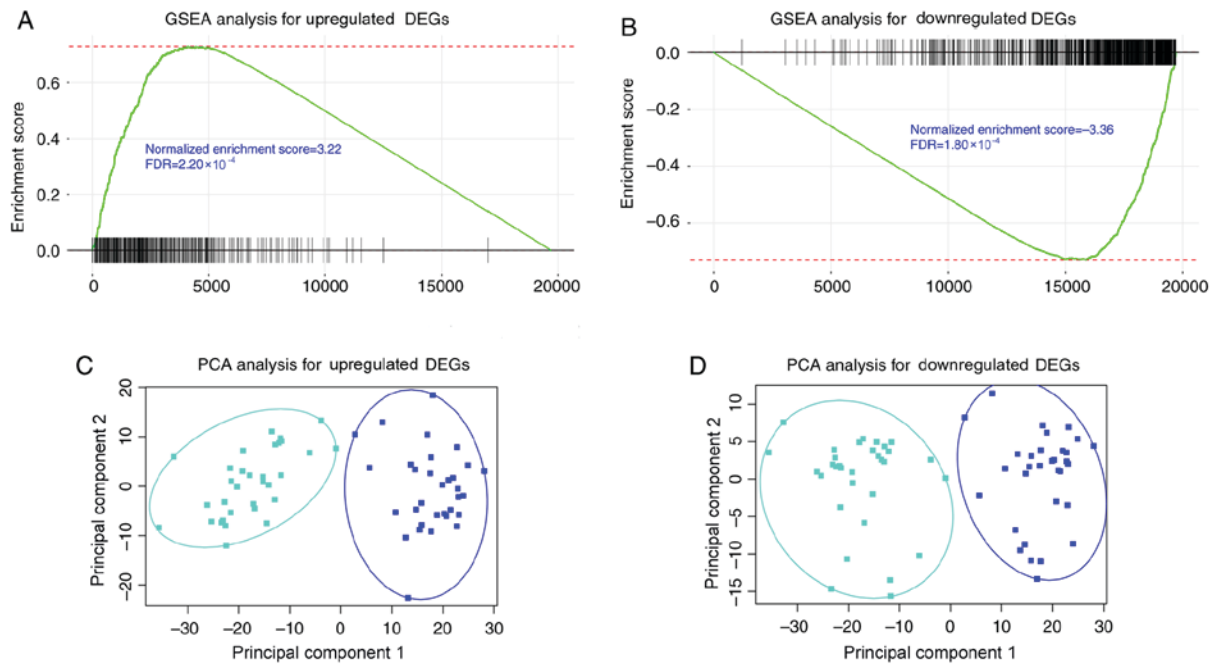 A
GSEA analysis for upregulated DEGs
Enrichment score
0.6
0.4
0.2
0.0
Normalized enrichment score=3.22
FDR=2.20×10⁻⁴
0
5000
10000
15000
20000
B
GSEA analysis for downregulated DEGs
Enrichment score
0.0
−0.2
−0.4
−0.6
Normalized enrichment score=−3.36
FDR=1.80×10⁻⁴
0
5000
10000
15000
20000
C
PCA analysis for upregulated DEGs
Principal component 2
20
10
0
−10
−20
−30
−20
−10
0
10
20
30
Principal component 1
D
PCA analysis for downregulated DEGs
Principal component 2
10
5
0
−5
−10
−15
−30
−20
−10
0
10
20
30
Principal component 1